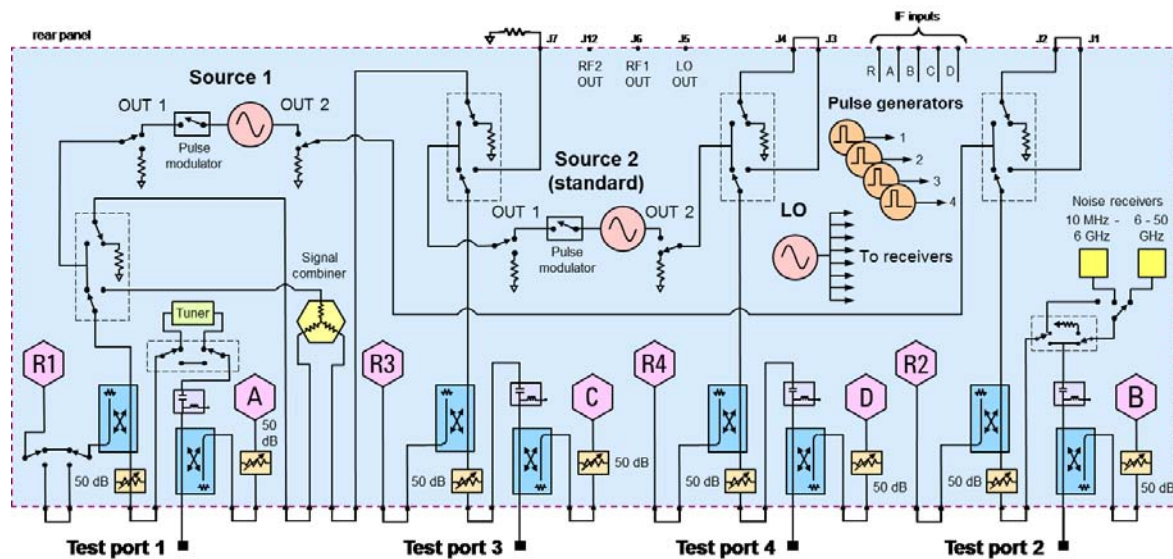 rear panel
J7
J12
J6
J5
J4
J3
IF inputs
J2
J1
RF2
OUT
RF1
OUT
LO
OUT
R
A
B
C
D
Source 1
OUT 1
OUT 2
Pulse
modulator
Pulse generators
1
2
3
4
Source 2
(standard)
OUT 1
OUT 2
Pulse
modulator
LO
To receivers
Noise receivers
10 MHz -
6 GHz
6 - 50
GHz
Signal
combiner
Tuner
R1
A
R3
C
R4
D
R2
B
50
dB
50 dB
50 dB
50 dB
50 dB
50 dB
50 dB
50 dB
Test port 1
Test port 3
Test port 4
Test port 2